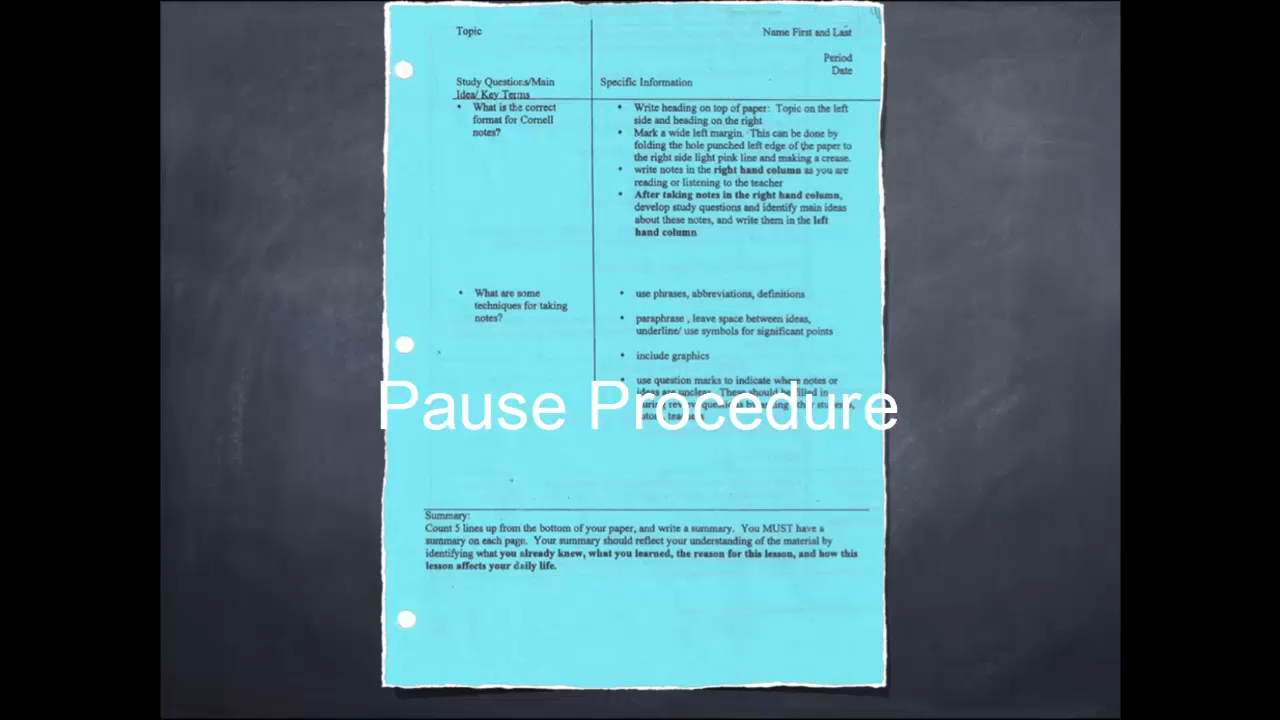 Topic
Name First and Last
Period
Date
Study Questions/Main
Idea/ Key Terms
Specific Information
• What is the correct
format for Cornell
notes?
• Write heading on top of paper: Topic on the left
side and heading on the right
• Mark a wide left margin. This can be done by
folding the hole punched left edge of the paper to
the right side light pink line and making a crease.
• write notes in the right hand column as you are
reading or listening to the teacher
• After taking notes in the right hand column,
develop study questions and identify main ideas
about these notes, and write them in the left
hand column
• What are some
techniques for taking
notes?
• use phrases, abbreviations, definitions
• paraphrase , leave space between ideas,
underline/ use symbols for significant points
• include graphics
• use question marks to indicate where notes or
ideas are unclear. These should be filled in
during review
Pause Procedure
Summary:
Count 5 lines up from the bottom of your paper, and write a summary. You MUST have a
summary on each page. Your summary should reflect your understanding of the material by
identifying what you already knew, what you learned, the reason for this lesson, and how this
lesson affects your daily life.